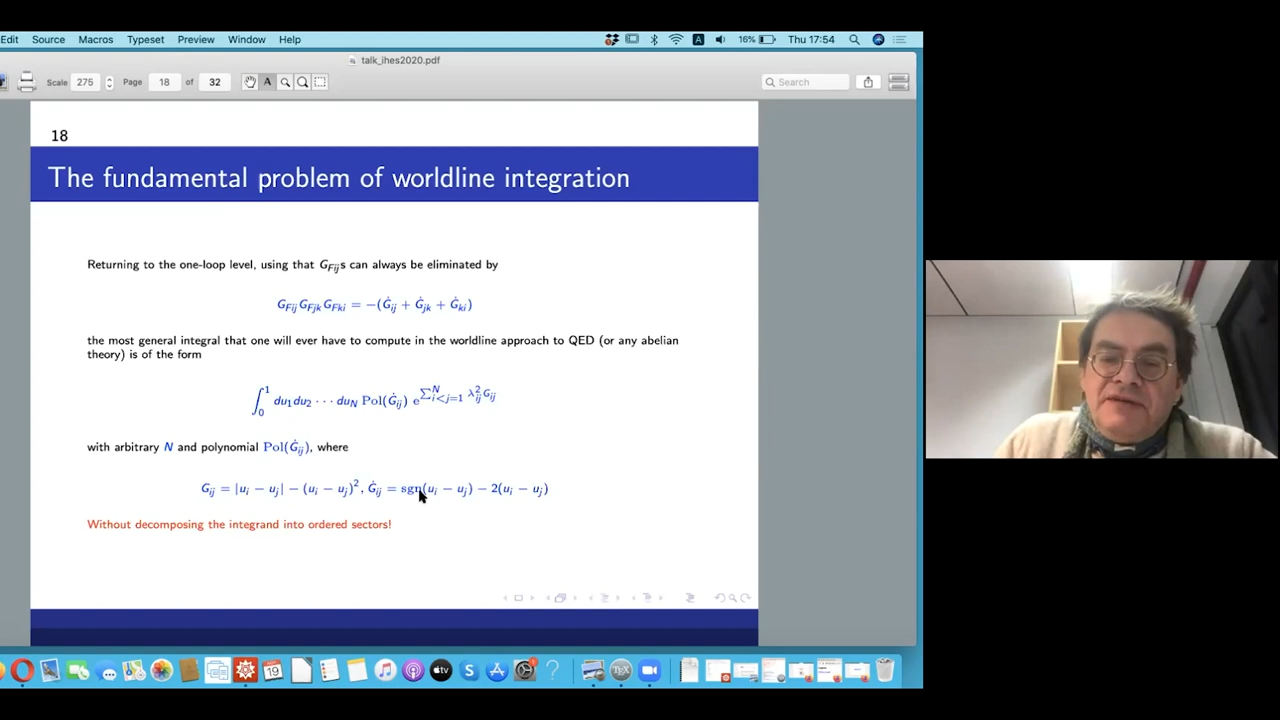 Edit Source Macros Typeset Preview Window Help 16% Thu 17:54
talk_ihes2020.pdf
Scale 275 Page 18 of 32 Search
18
The fundamental problem of worldline integration
Returning to the one-loop level, using that G_{Fij}s can always be eliminated by
G_{Fij}G_{Fjk}G_{Fki} = −(Ġ_{ij} + Ġ_{jk} + Ġ_{ki})
the most general integral that one will ever have to compute in the worldline approach to QED (or any abelian
theory) is of the form
∫_0^1 du_1 du_2 ··· du_N Pol(Ġ_{ij}) e^{∑_{i<j=1}^N λ_{ij}^2 G_{ij}}
with arbitrary N and polynomial Pol(Ġ_{ij}), where
G_{ij} = |u_i − u_j| − (u_i − u_j)^2, Ġ_{ij} = sgn(u_i − u_j) − 2(u_i − u_j)
Without decomposing the integrand into ordered sectors!